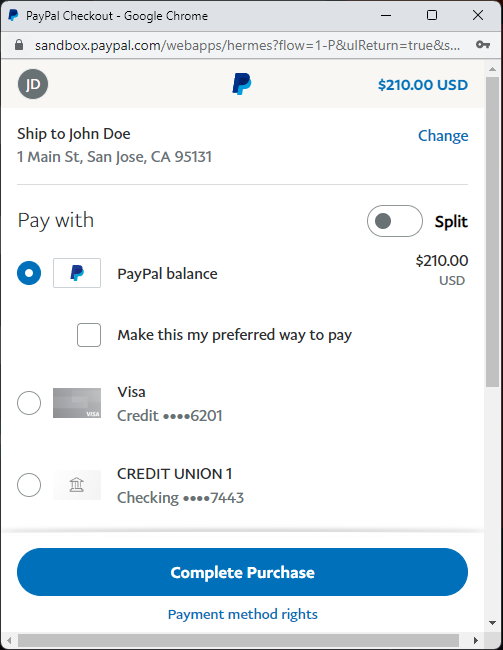 PayPal Checkout - Google Chrome
sandbox.paypal.com/webapps/hermes?flow=1-P&ulReturn=true&s...
JD
$210.00 USD
Ship to John Doe
Change
1 Main St, San Jose, CA 95131
Pay with
Split
PayPal balance
$210.00
USD
Make this my preferred way to pay
VISA
Visa
Credit ••••6201
CREDIT UNION 1
Checking ••••7443
Complete Purchase
Payment method rights